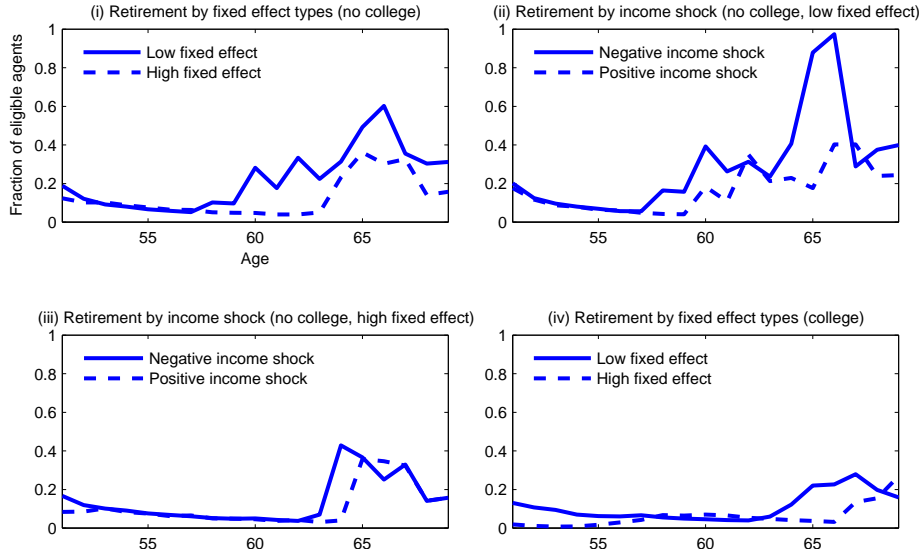 (i) Retirement by fixed effect types (no college)
1
0.8
0.6
0.4
0.2
0
55
60
65
Fraction of eligible agents
Age
Low fixed effect
High fixed effect
(ii) Retirement by income shock (no college, low fixed effect)
1
0.8
0.6
0.4
0.2
0
55
60
65
Negative income shock
Positive income shock
(iii) Retirement by income shock (no college, high fixed effect)
1
0.8
0.6
0.4
0.2
0
55
60
65
Negative income shock
Positive income shock
(iv) Retirement by fixed effect types (college)
1
0.8
0.6
0.4
0.2
0
55
60
65
Low fixed effect
High fixed effect